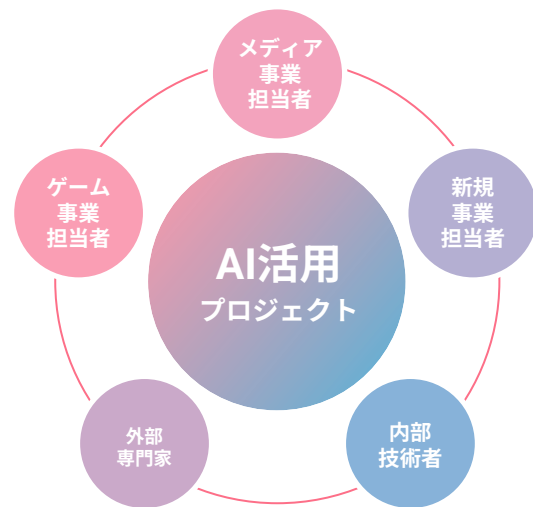 メディア
事業
担当者
ゲーム
事業
担当者
新規
事業
担当者
AI活用
プロジェクト
外部
専門家
内部
技術者